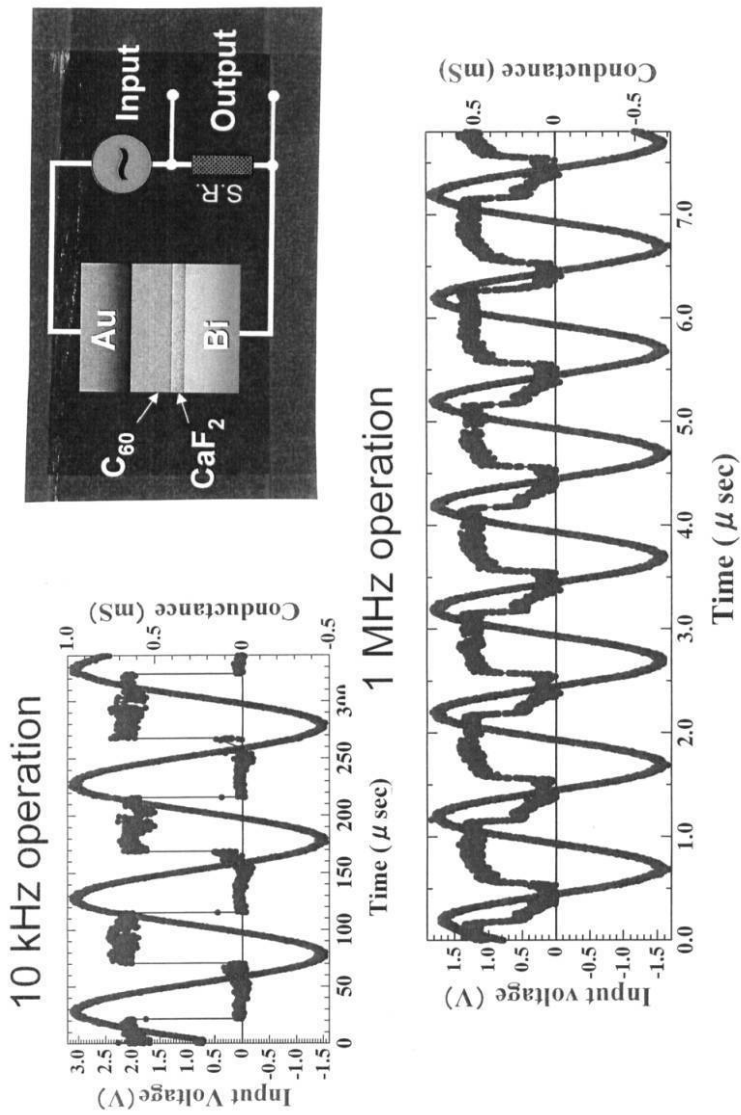 10 kHz operation
Input Voltage(V)
3.0
2.5
2.0
1.5
1.0
0.5
0
-0.5
-1.0
-1.5
Conductance (mS)
1.0
0.5
0
-0.5
0
50
100
150
200
250
300
Time ( μ sec)
C60
CaF2
Au
Bi
Input
Output
S.R.
1 MHz operation
Input voltage(V)
1.5
1.0
0.5
0
-0.5
-1.0
-1.5
Conductance (mS)
0.5
0
-0.5
0.0
1.0
2.0
3.0
4.0
5.0
6.0
7.0
Time ( μ sec)